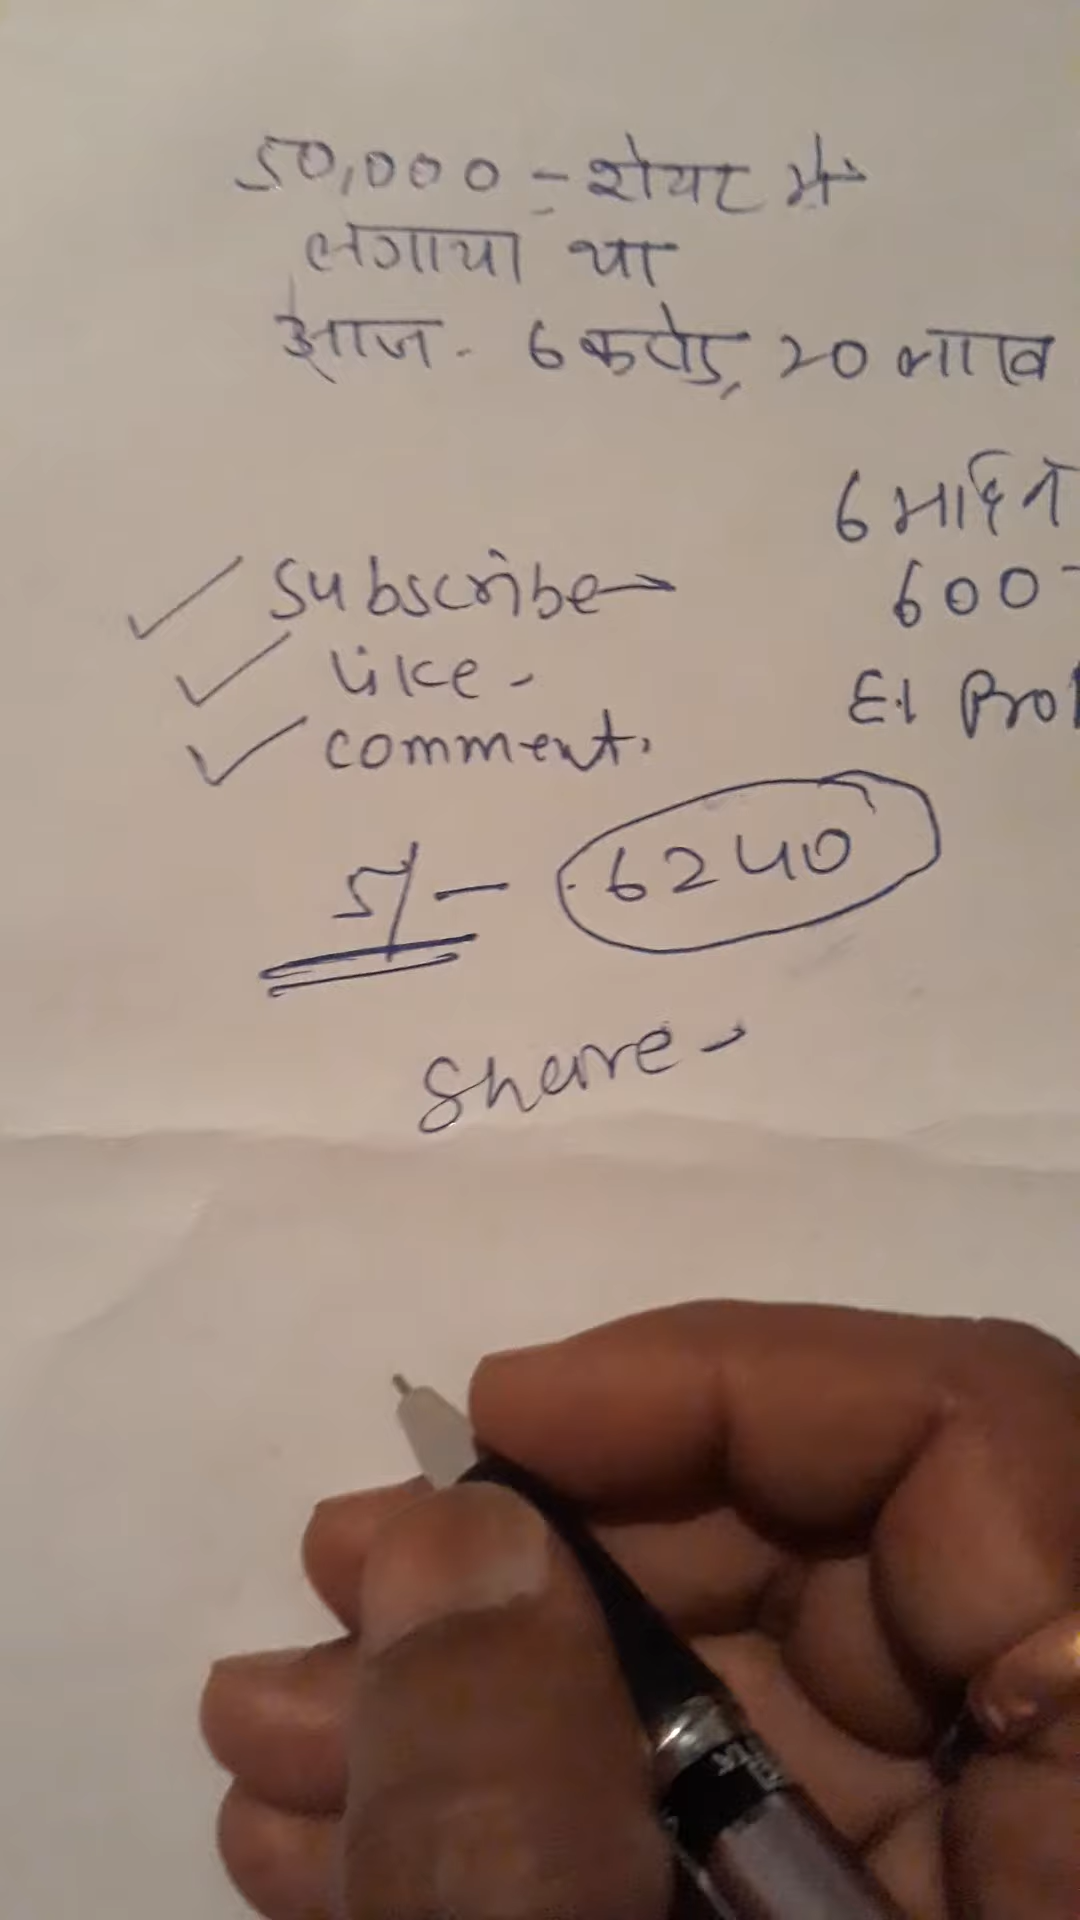 50,000 - शेयर में
लगाया था
आज - 6 करोड़, 20 लाख
6 महिने
600
Subscribe
Like -
Comment.
5/- 6240
Share -